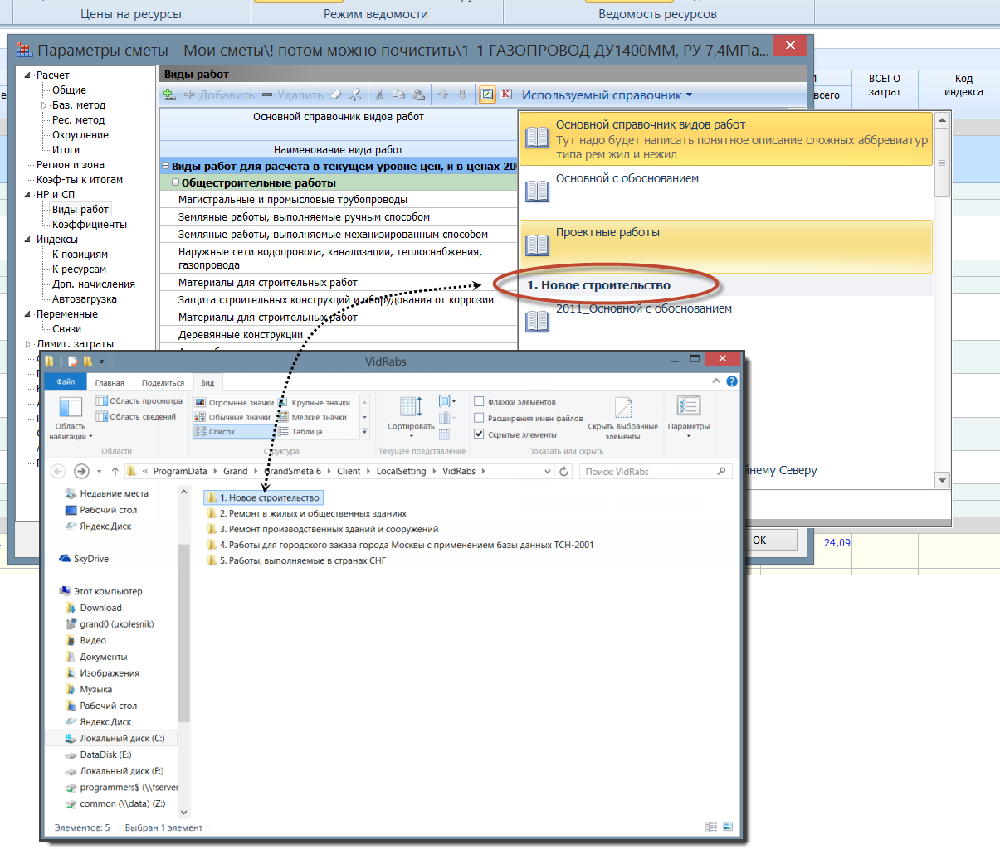 Цены на ресурсы
Режим ведомости
Ведомость ресурсов
Параметры сметы - Мои сметы\! потом можно почистить\1-1 ГАЗОПРОВОД ДУ1400ММ, РУ 7,4МПа...
Расчет
Общие
Баз. метод
Рес. метод
Округление
Итоги
Регион и зона
Коэф-ты к итогам
НР и СП
Виды работ
Коэффициенты
Индексы
К позициям
К ресурсам
Доп. начисления
Автозагрузка
Переменные
Связи
Лимит. затраты
Виды работ
Добавить
Удалить
Используемый справочник
Основной справочник видов работ
Наименование вида работ
Виды работ для расчета в текущем уровне цен, и в ценах 20
Общестроительные работы
Магистральные и промысловые трубопроводы
Земляные работы, выполняемые ручным способом
Земляные работы, выполняемые механизированным способом
Наружные сети водопровода, канализации, теплоснабжения,
газопровода
Материалы для строительных работ
Защита строительных конструкций и оборудования от коррозии
Материалы для строительных работ
Деревянные конструкции
Основной справочник видов работ
Тут надо будет написать понятное описание сложных аббревиатур
типа рем жил и нежил
Основной с обоснованием
Проектные работы
1. Новое строительство
2011_Основной с обоснованием
нему Северу
всего
ВСЕГО
затрат
Код
индекса
OK
24,09
VidRabs
Файл
Главная
Поделиться
Вид
Область
навигации
Область просмотра
Область сведений
Области
Огромные значки
Крупные значки
Обычные значки
Мелкие значки
Список
Таблица
Структура
Сортировать
Текущее представление
Флажки элементов
Расширения имен файлов
Скрытые элементы
Скрыть выбранные
элементы
Показать или скрыть
Параметры
« ProgramData Grand GrandSmeta 6 Client LocalSetting VidRabs
Поиск: VidRabs
Недавние места
Рабочий стол
Яндекс.Диск
SkyDrive
Этот компьютер
Download
grand0 (ukolesnik)
Видео
Документы
Изображения
Музыка
Рабочий стол
Яндекс.Диск
Локальный диск (C:)
DataDisk (E:)
Локальный диск (F:)
programmers$ (\\fserver
common (\\data) (Z:)
1. Новое строительство
2. Ремонт в жилых и общественных зданиях
3. Ремонт производственных зданий и сооружений
4. Работы для городского заказа города Москвы с применением базы данных ТСН-2001
5. Работы, выполняемые в странах СНГ
Элементов: 5
Выбран 1 элемент